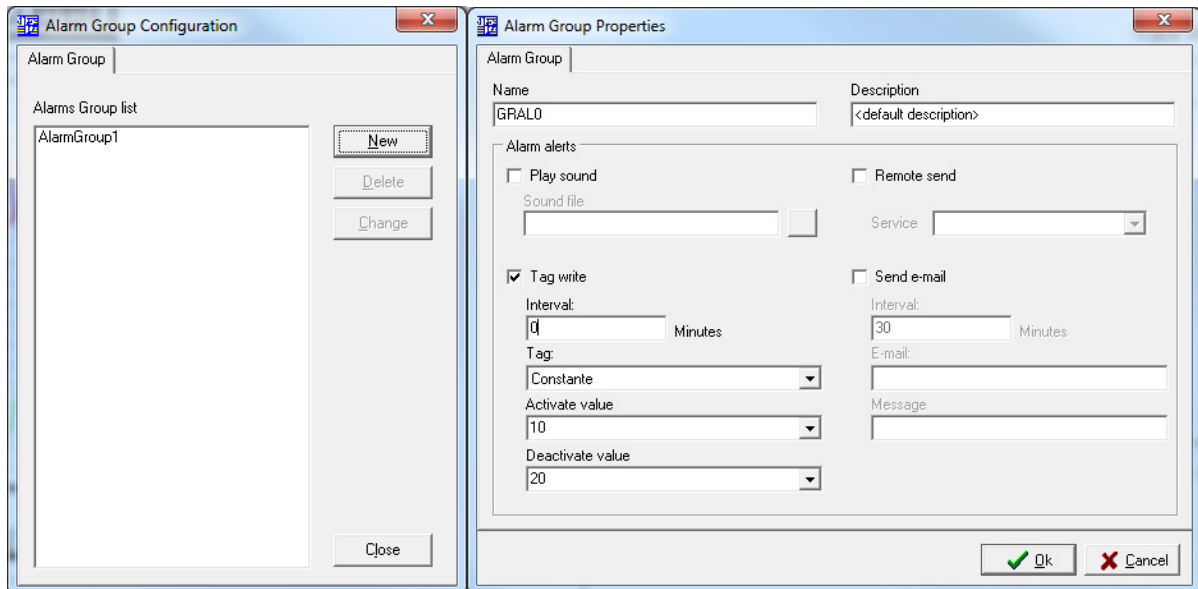 Alarm Group Configuration
Alarm Group
Alarms Group list
AlarmGroup1
New
Delete
Change
Close
Alarm Group Properties
Alarm Group
Name
Description
GRAL0
<default description>
Alarm alerts
Play sound
Remote send
Sound file
Service
Tag write
Send e-mail
Interval:
Interval:
0
Minutes
30
Minutes
Tag:
E-mail:
Constante
Activate value
Message
10
Deactivate value
20
Ok
Cancel